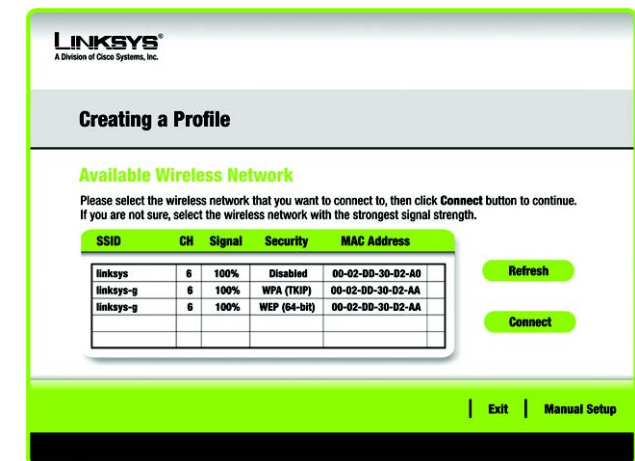 LINKSYS®
A Division of Cisco Systems, Inc.
Creating a Profile
Available Wireless Network
Please select the wireless network that you want to connect to, then click Connect button to continue.
If you are not sure, select the wireless network with the strongest signal strength.
SSID CH Signal Security MAC Address
linksys 6 100% Disabled 00-02-DD-30-D2-A0
linksys-g 6 100% WPA (TKIP) 00-02-DD-30-D2-AA
linksys-g 6 100% WEP (64-bit) 00-02-DD-30-D2-AA
Refresh
Connect
Exit
Manual Setup